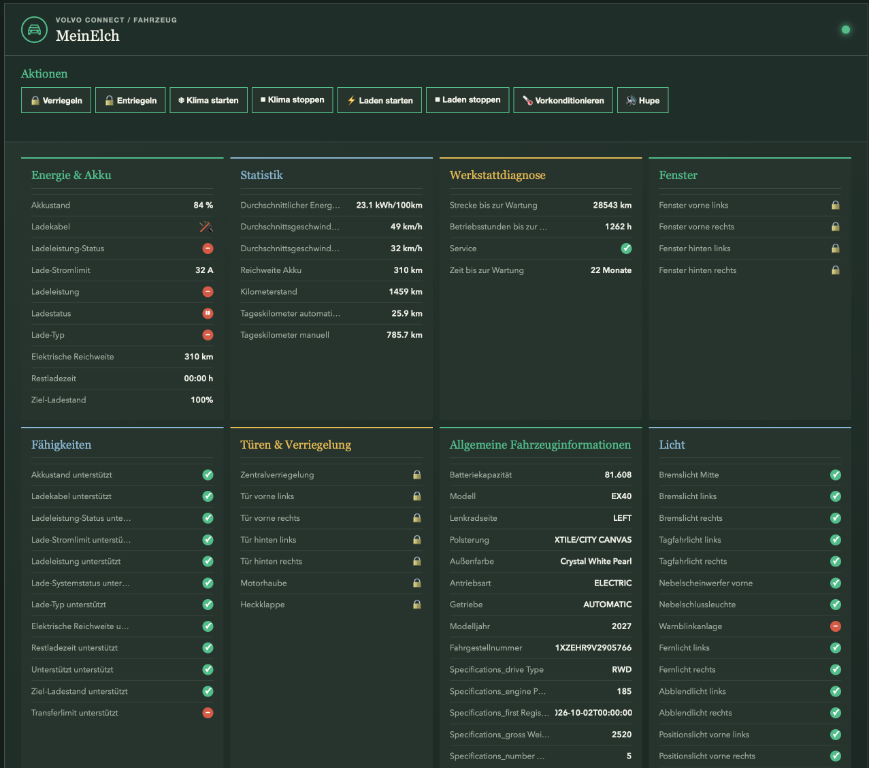 VOLVO CONNECT / FAHRZEUG
MeinElch
Aktionen
Verriegeln
Entriegeln
Klima starten
Klima stoppen
Laden starten
Laden stoppen
Vorkonditionieren
Hupe
Energie & Akku
Akkustand 84 %
Ladekabel
Ladeleistung-Status
Lade-Stromlimit 32 A
Ladeleistung
Ladestatus
Lade-Typ
Elektrische Reichweite 310 km
Restladezeit 00:00 h
Ziel-Ladestand 100%
Statistik
Durchschnittlicher Energ... 23.1 kWh/100km
Durchschnittsgeschwind... 49 km/h
Durchschnittsgeschwind... 32 km/h
Reichweite Akku 310 km
Kilometerstand 1459 km
Tageskilometer automati... 25.9 km
Tageskilometer manuell 785.7 km
Werkstattdiagnose
Strecke bis zur Wartung 28543 km
Betriebsstunden bis zur ... 1262 h
Service
Zeit bis zur Wartung 22 Monate
Fenster
Fenster vorne links
Fenster vorne rechts
Fenster hinten links
Fenster hinten rechts
Fähigkeiten
Akkustand unterstützt
Ladekabel unterstützt
Ladeleistung-Status unte...
Lade-Stromlimit unterstü...
Ladeleistung unterstützt
Lade-Systemstatus unter...
Lade-Typ unterstützt
Elektrische Reichweite u...
Restladezeit unterstützt
Unterstützt unterstützt
Ziel-Ladestand unterstützt
Transferlimit unterstützt
Türen & Verriegelung
Zentralverriegelung
Tür vorne links
Tür vorne rechts
Tür hinten links
Tür hinten rechts
Motorhaube
Heckklappe
Allgemeine Fahrzeuginformationen
Batteriekapazität 81.608
Modell EX40
Lenkradseite LEFT
Polsterung XTILE/CITY CANVAS
Außenfarbe Crystal White Pearl
Antriebsart ELECTRIC
Getriebe AUTOMATIC
Modelljahr 2027
Fahrgestellnummer 1XZEHR9V2905766
Specifications_drive Type RWD
Specifications_engine P... 185
Specifications_first Regis... 026-10-02T00:00:00
Specifications_gross Wei... 2520
Specifications_number ... 5
Licht
Bremslicht Mitte
Bremslicht links
Bremslicht rechts
Tagfahrlicht links
Tagfahrlicht rechts
Nebelscheinwerfer vorne
Nebelschlussleuchte
Warnblinkanlage
Fernlicht links
Fernlicht rechts
Abblendlicht links
Abblendlicht rechts
Positionslicht vorne links
Positionslicht vorne rechts